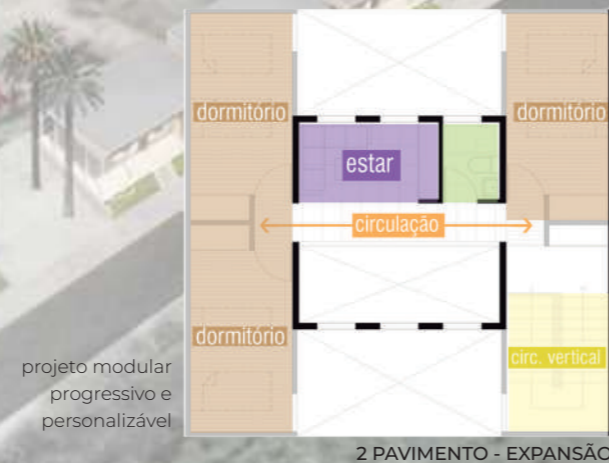 dormitório
dormitório
estar
circulação
dormitório
circ. vertical
projeto modular
progressivo e
personalizável
2 PAVIMENTO - EXPANSÃO